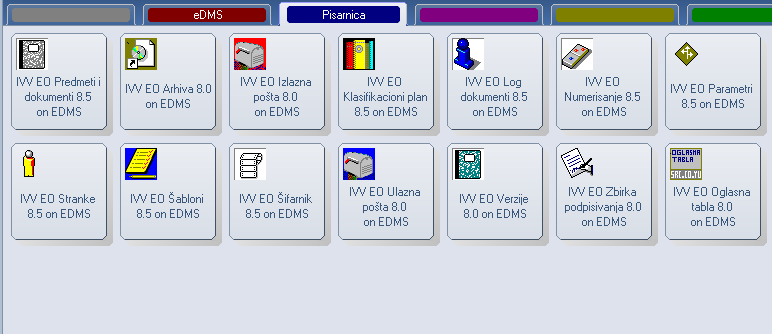 eDMS
Pisarnica
IVV EO Predmeti i
dokumenti 8.5
on EDMS
IVV EO Arhiva 8.0
on EDMS
IVV EO Izlazna
pošta 8.0
on EDMS
IVV EO
Klasifikacioni plan
8.5 on EDMS
IVV EO Log
dokumenti 8.5
on EDMS
IVV EO
Numerisanje 8.5
on EDMS
IVV EO Parametri
8.5 on EDMS
IVV EO Stranke
8.5 on EDMS
IVV EO Šabloni
8.5 on EDMS
IVV EO Šifarnik
8.5 on EDMS
IVV EO Ulazna
pošta 8.0
on EDMS
IVV EO Verzije
8.0 on EDMS
IVV EO Zbirka
podpisivanja 8.0
on EDMS
OGLASNA
TABLA
SRI.CO.YU
IVV EO Oglasna
tabla 8.0
on EDMS